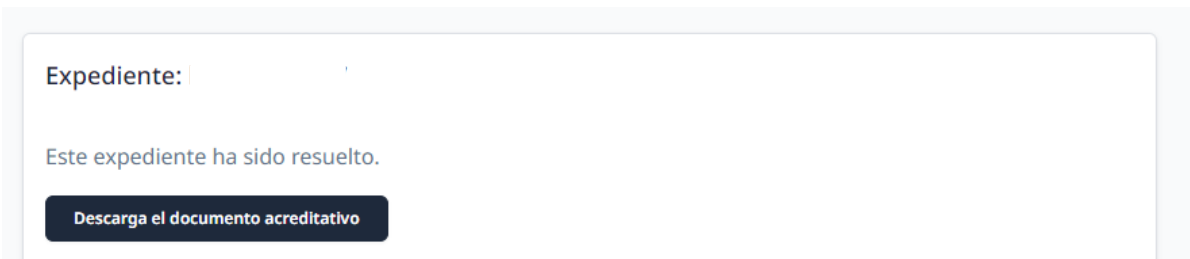 Expediente:
Este expediente ha sido resuelto.
Descarga el documento acreditativo